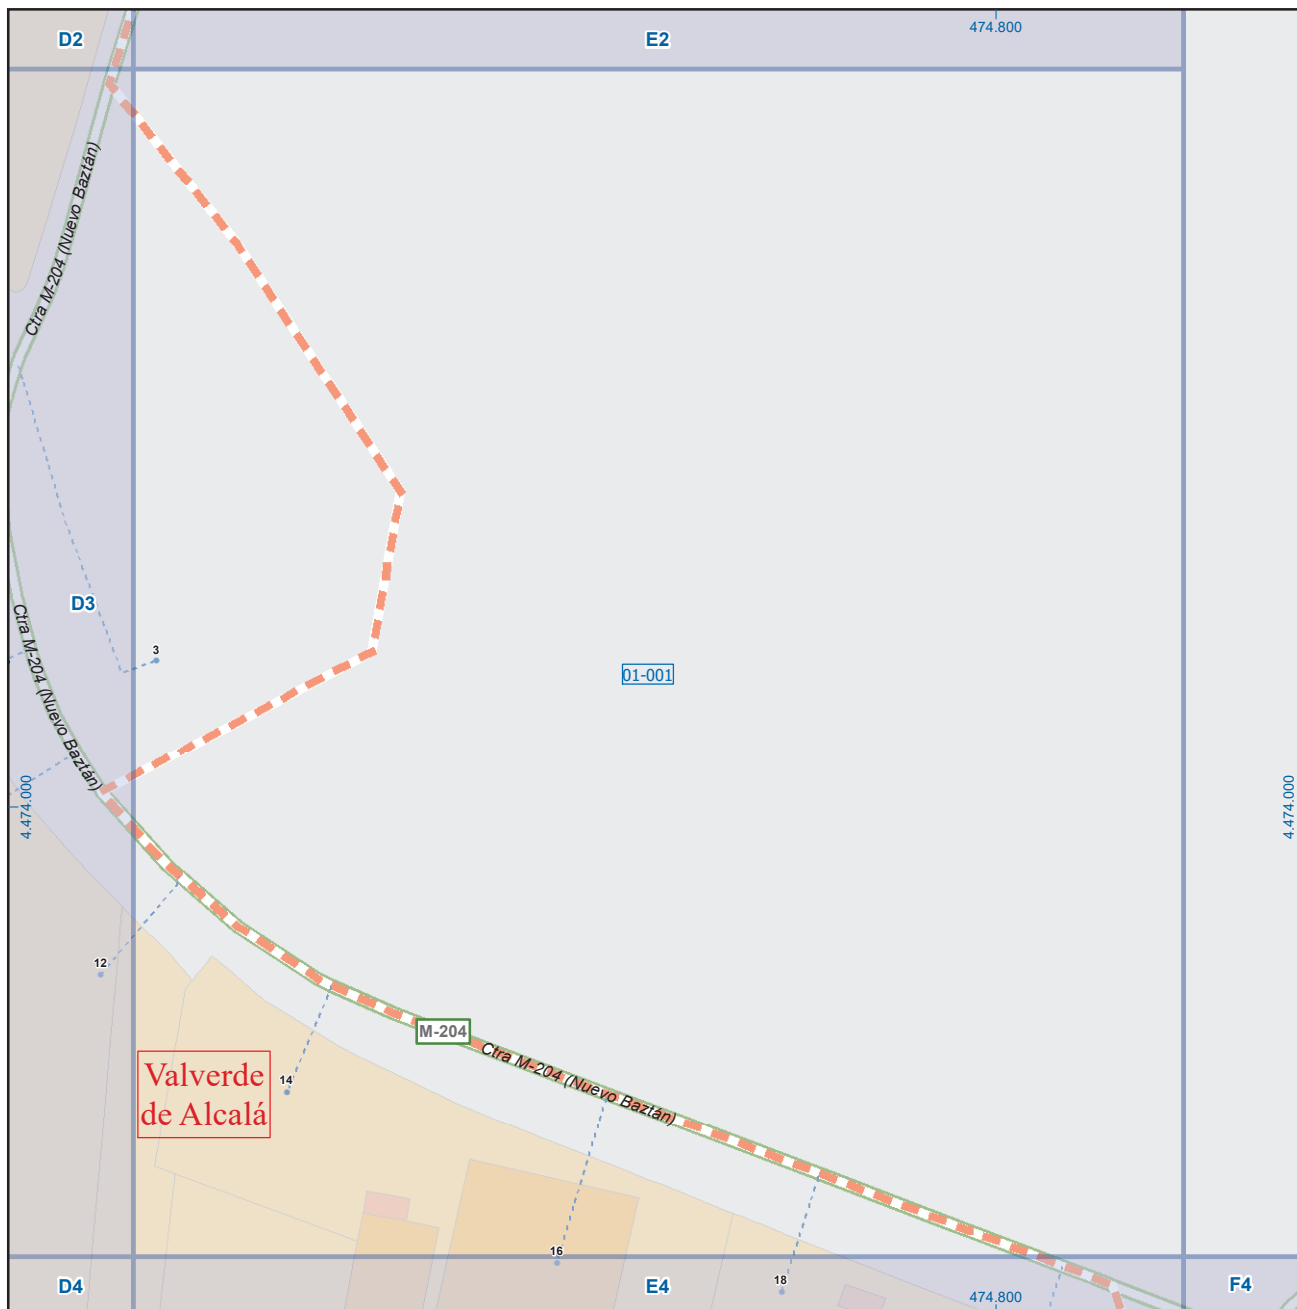 D2
E2
474.800
Ctra M-204 (Nuevo Baztán)
D3
Ctra M-204 (Nuevo Baztán)
3
01-001
4.474.000
4.474.000
12
M-204
Ctra M-204 (Nuevo Baztán)
Valverde
de Alcalá
14
16
18
D4
E4
474.800
F4